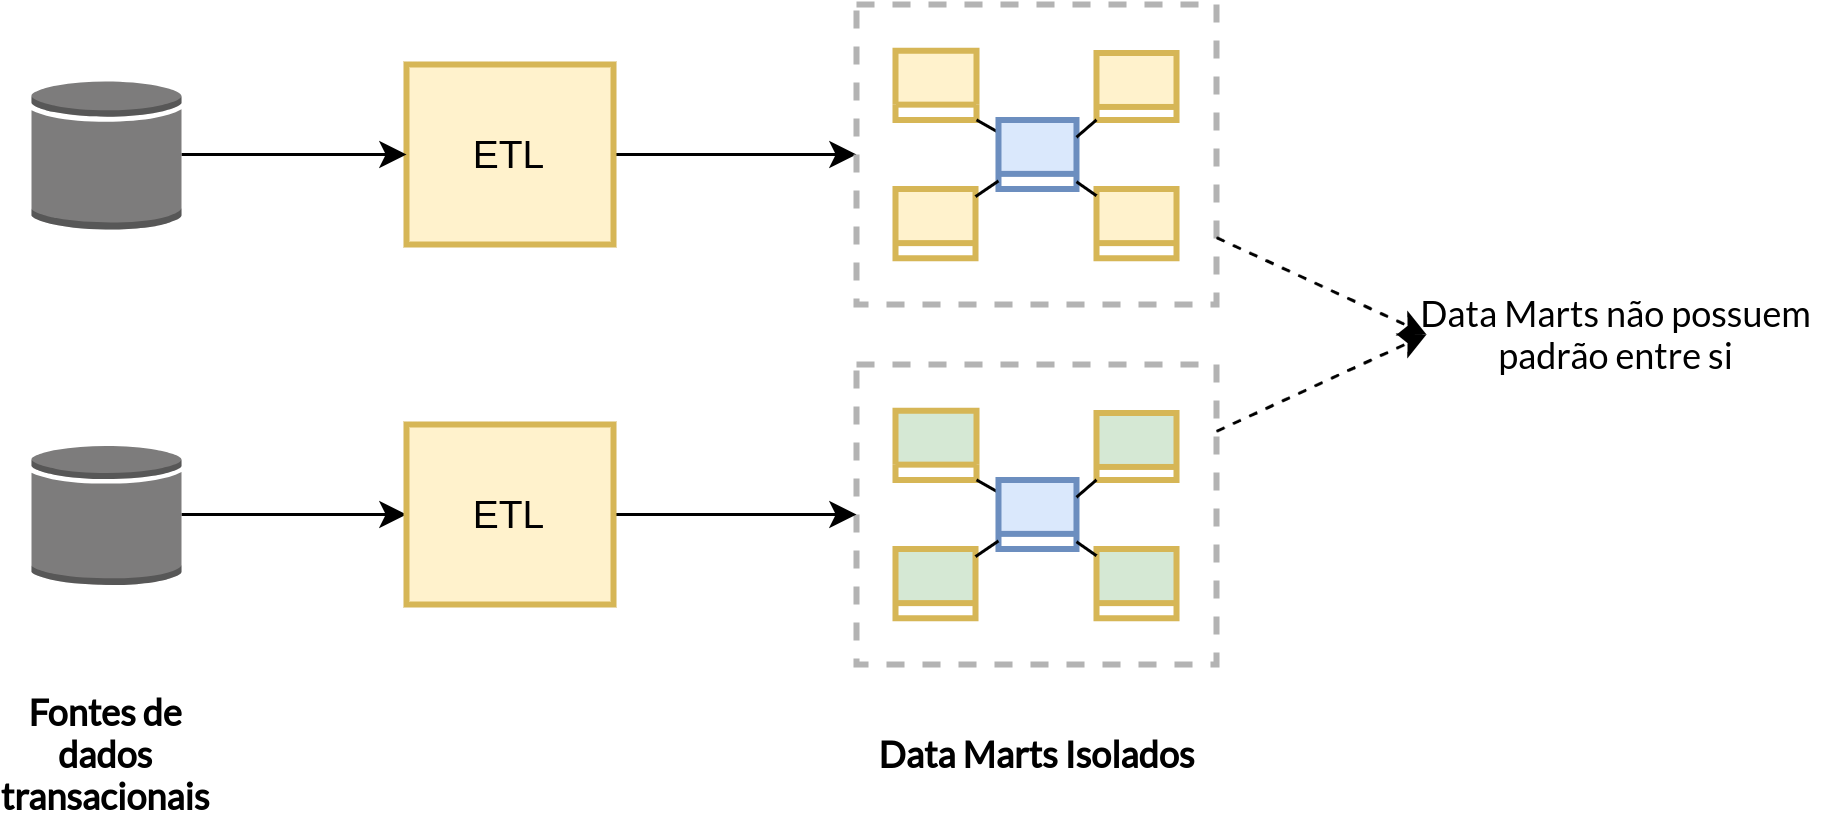 ETL
Data Marts não possuem
padrão entre si
ETL
Fontes de
dados
transacionais
Data Marts Isolados